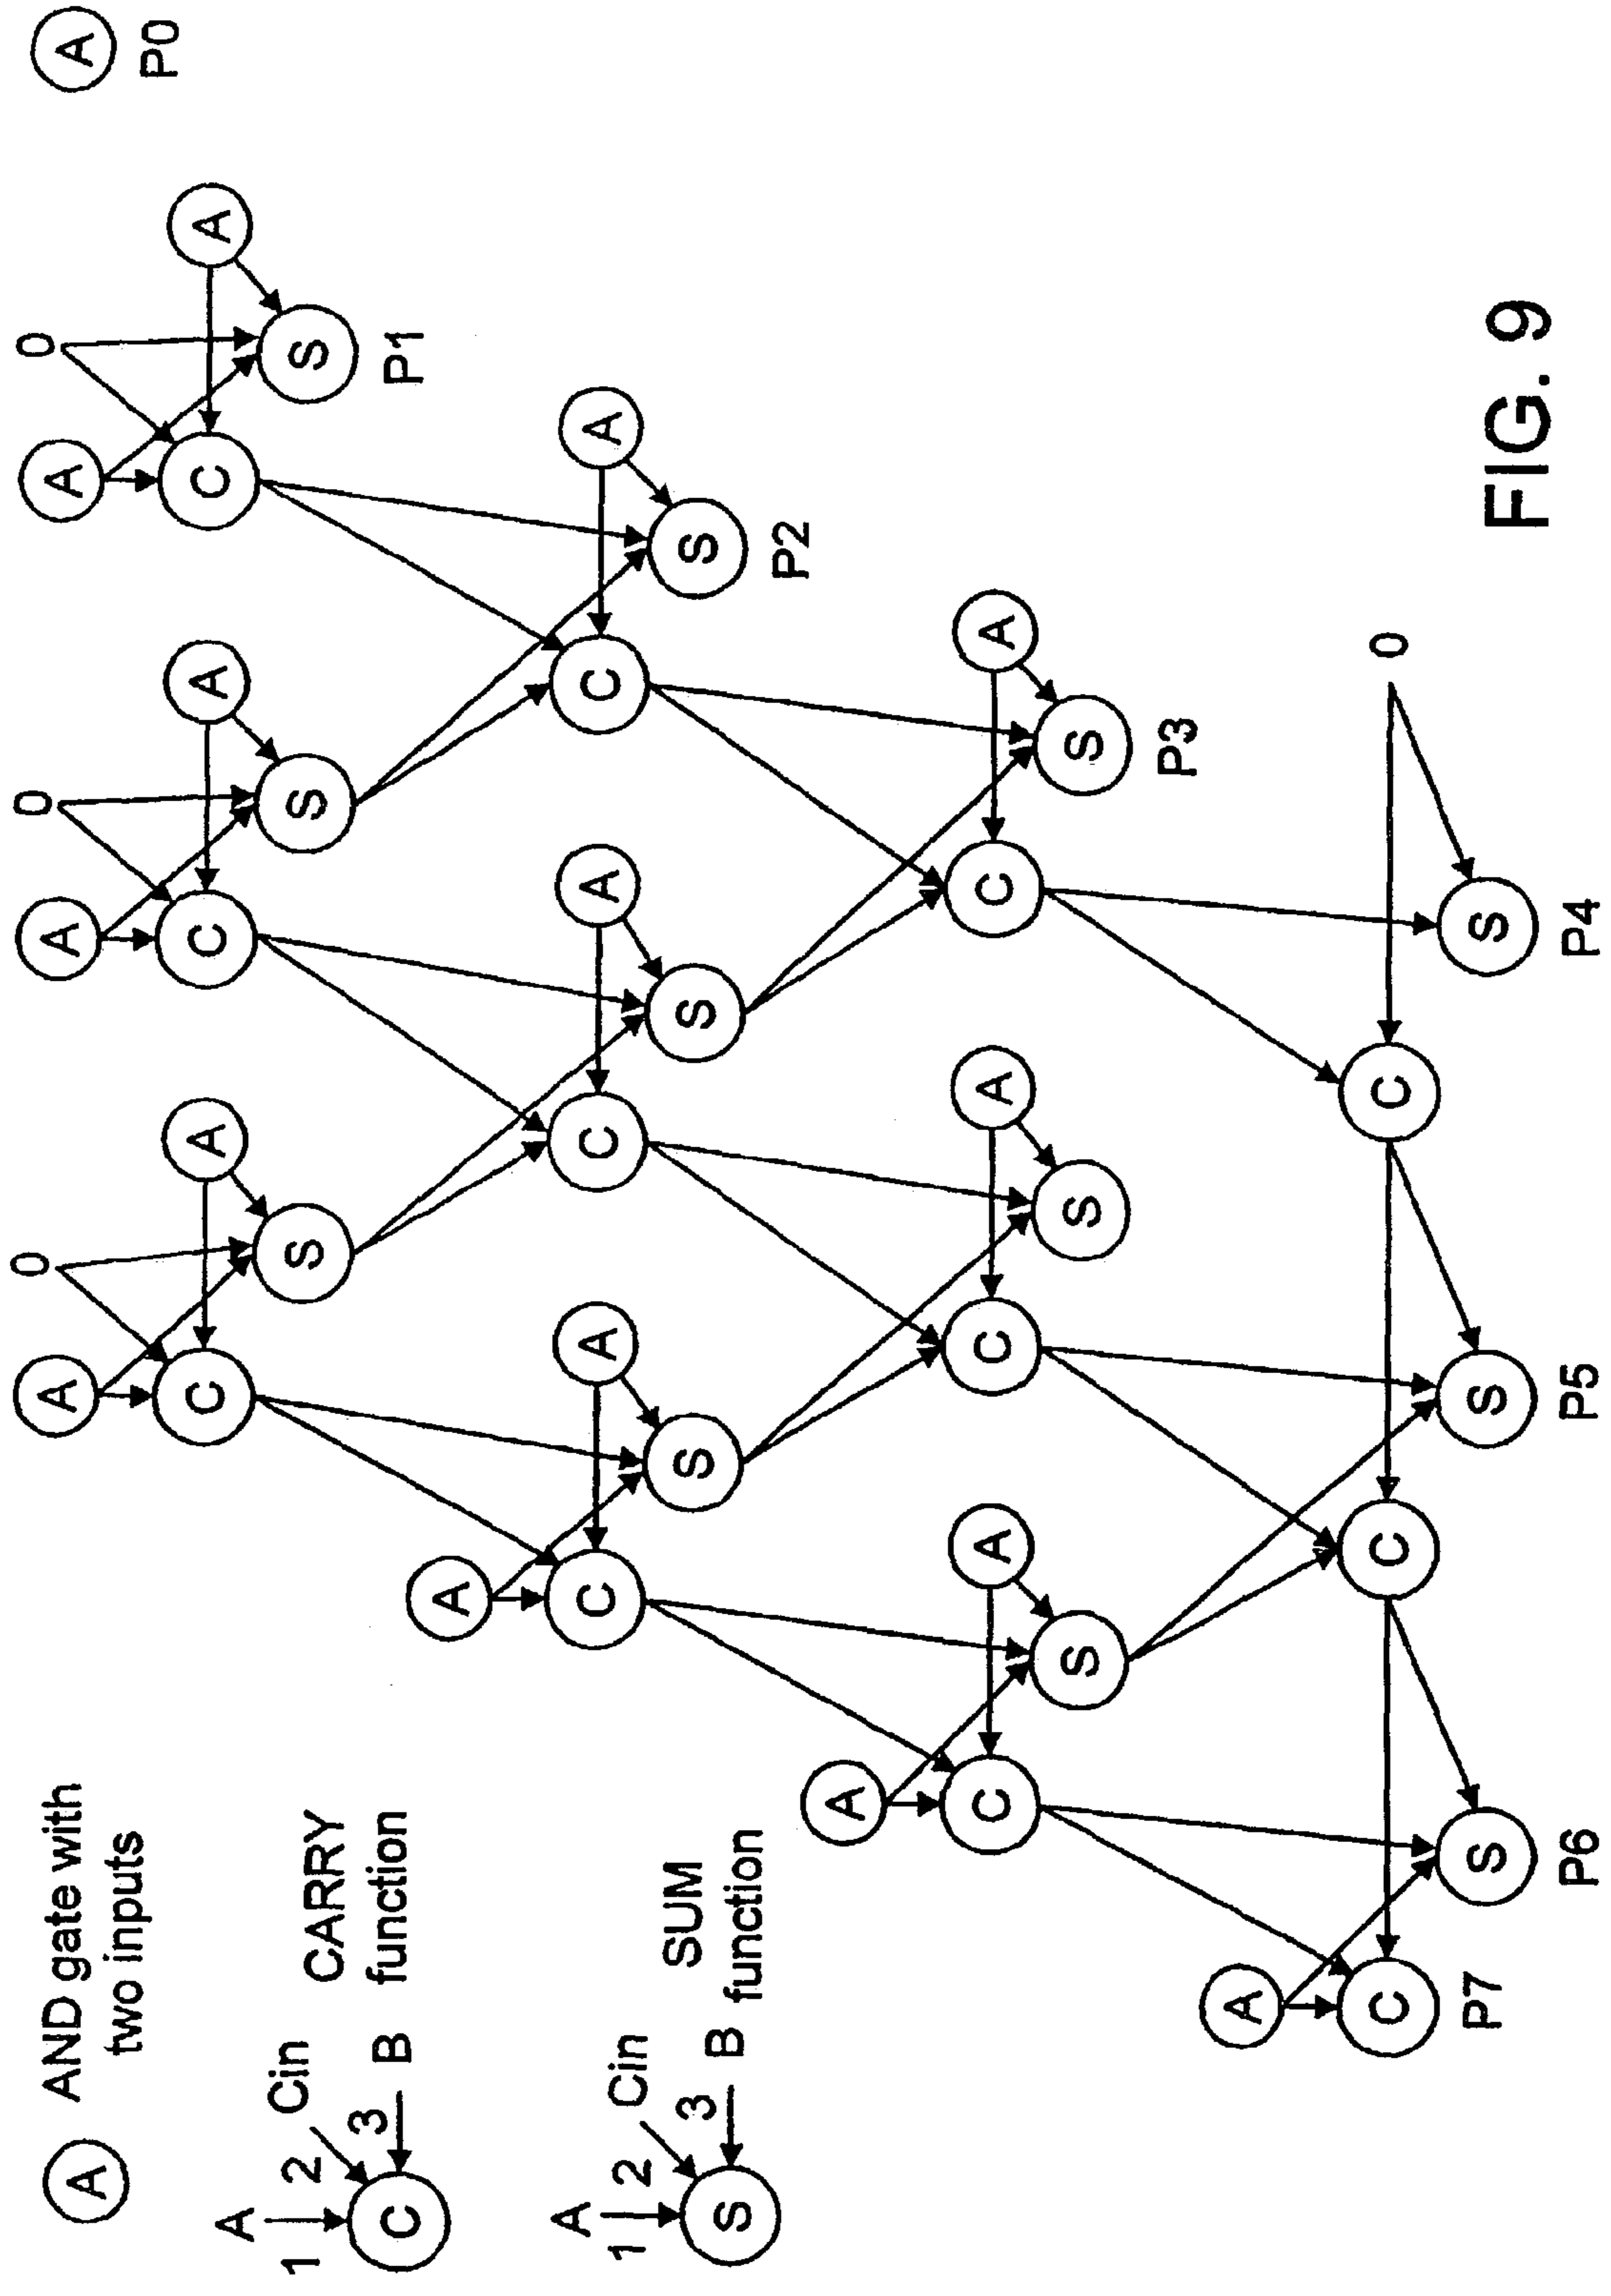 A AND gate with
two inputs
A
1 2 Cin
3 B
C
CARRY
function
A
1 2 Cin
3 B
S
SUM
function
0 0 0
A A A A
P0
C A C A C A
S S S
P1
A
C A C A C A
S S S
P2
A
C A C A C A
S S S
P3
A
C C C 0
P7 S S S
P6 P5 P4
FIG. 9